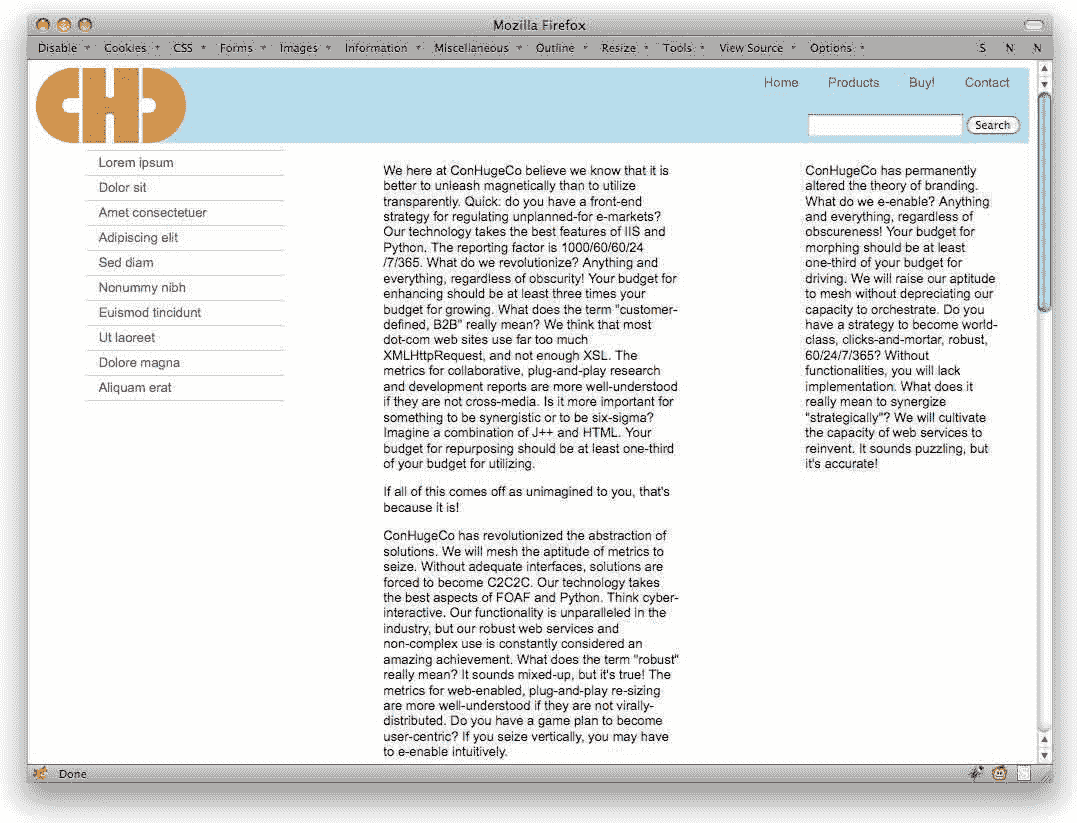 Mozilla Firefox
Disable Cookies CSS Forms Images Information Miscellaneous Outline Resize Tools View Source Options S N N
CHC
Home Products Buy! Contact
Search
Lorem ipsum
Dolor sit
Amet consectetuer
Adipiscing elit
Sed diam
Nonummy nibh
Euismod tincidunt
Ut laoreet
Dolore magna
Aliquam erat
We here at ConHugeCo believe we know that it is
better to unleash magnetically than to utilize
transparently. Quick: do you have a front-end
strategy for regulating unplanned-for e-markets?
Our technology takes the best features of IIS and
Python. The reporting factor is 1000/60/60/24
/7/365. What do we revolutionize? Anything and
everything, regardless of obscurity! Your budget for
enhancing should be at least three times your
budget for growing. What does the term "customer-
defined, B2B" really mean? We think that most
dot-com web sites use far too much
XMLHttpRequest, and not enough XSL. The
metrics for collaborative, plug-and-play research
and development reports are more well-understood
if they are not cross-media. Is it more important for
something to be synergistic or to be six-sigma?
Imagine a combination of J++ and HTML. Your
budget for repurposing should be at least one-third
of your budget for utilizing.
If all of this comes off as unimagined to you, that's
because it is!
ConHugeCo has revolutionized the abstraction of
solutions. We will mesh the aptitude of metrics to
seize. Without adequate interfaces, solutions are
forced to become C2C2C. Our technology takes
the best aspects of FOAF and Python. Think cyber-
interactive. Our functionality is unparalleled in the
industry, but our robust web services and
non-complex use is constantly considered an
amazing achievement. What does the term "robust"
really mean? It sounds mixed-up, but it's true! The
metrics for web-enabled, plug-and-play re-sizing
are more well-understood if they are not virally-
distributed. Do you have a game plan to become
user-centric? If you seize vertically, you may have
to e-enable intuitively.
ConHugeCo has permanently
altered the theory of branding.
What do we e-enable? Anything
and everything, regardless of
obscureness! Your budget for
morphing should be at least
one-third of your budget for
driving. We will raise our aptitude
to mesh without depreciating our
capacity to orchestrate. Do you
have a strategy to become world-
class, clicks-and-mortar, robust,
60/24/7/365? Without
functionalities, you will lack
implementation. What does it
really mean to synergize
"strategically"? We will cultivate
the capacity of web services to
reinvent. It sounds puzzling, but
it's accurate!
Done